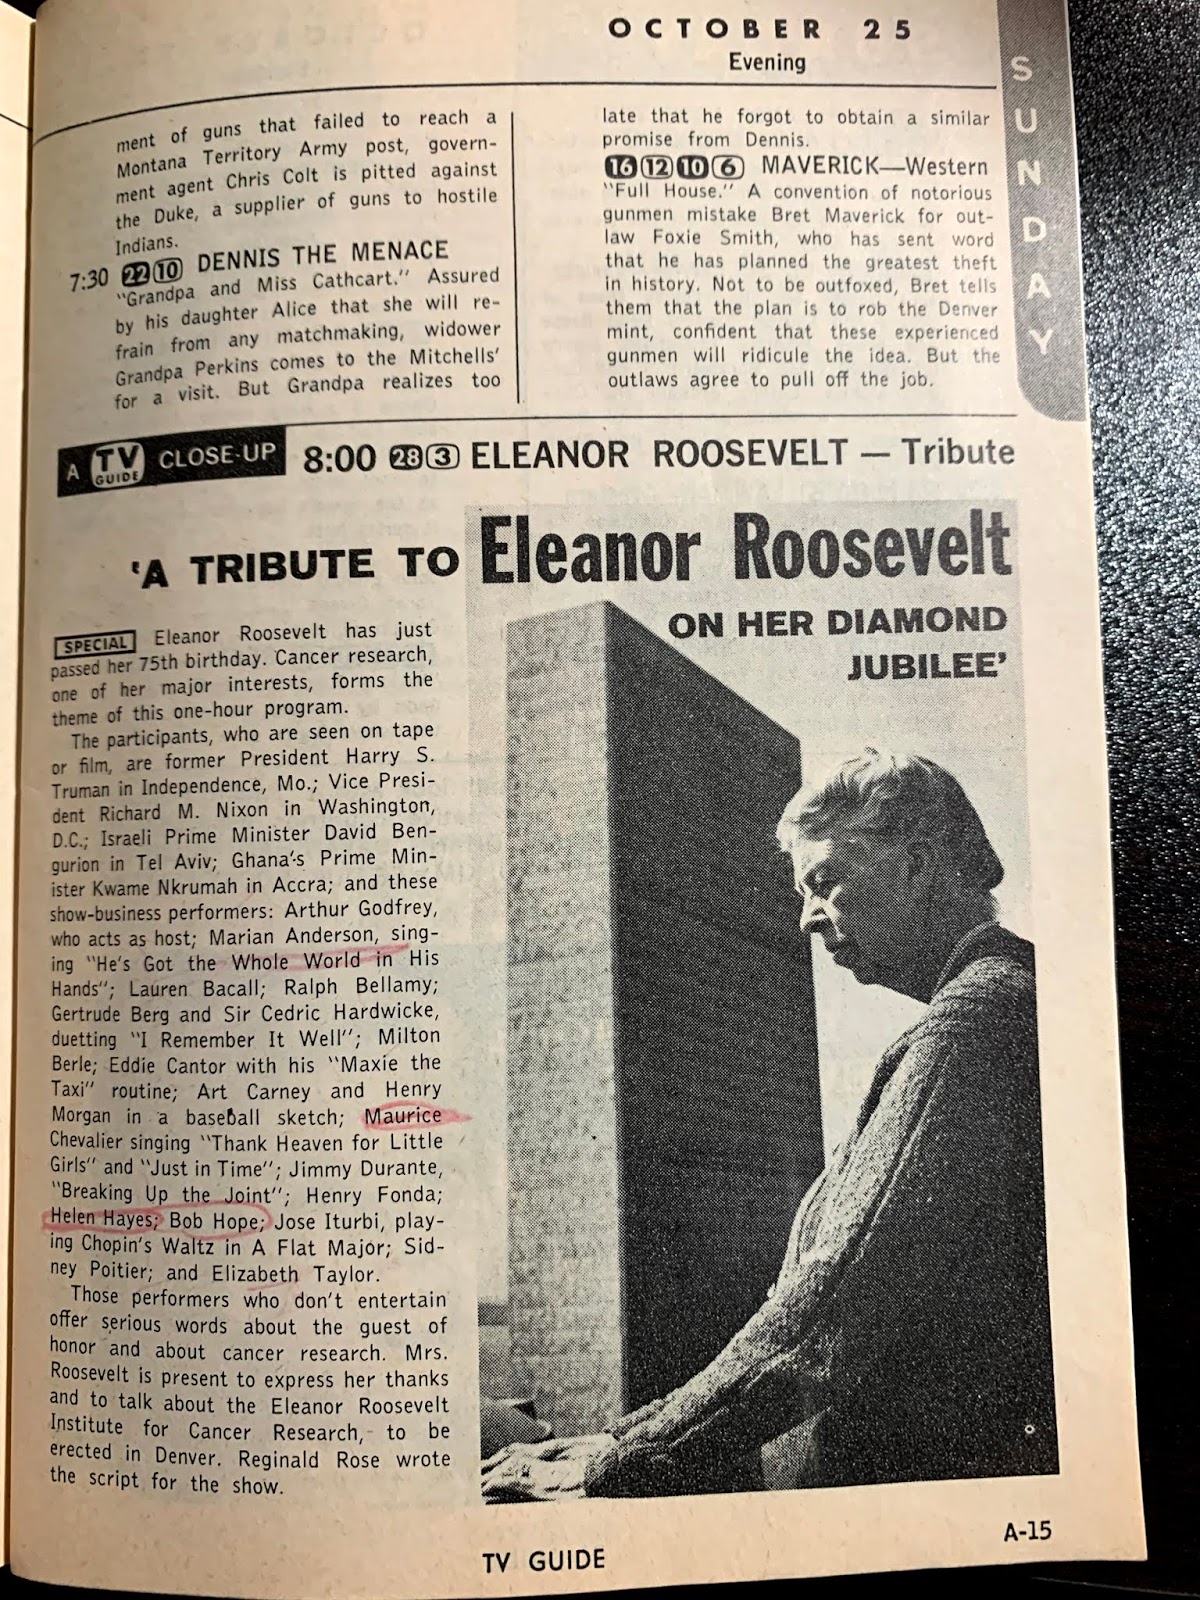 OCTOBER 25
Evening
SUNDAY
ment of guns that failed to reach a
Montana Territory Army post, govern-
ment agent Chris Colt is pitted against
the Duke, a supplier of guns to hostile
Indians.
7:30 22 10 DENNIS THE MENACE
"Grandpa and Miss Cathcart." Assured
by his daughter Alice that she will re-
frain from any matchmaking, widower
Grandpa Perkins comes to the Mitchells'
for a visit. But Grandpa realizes too
late that he forgot to obtain a similar
promise from Dennis.
16 12 10 6 MAVERICK—Western
"Full House." A convention of notorious
gunmen mistake Bret Maverick for out-
law Foxie Smith, who has sent word
that he has planned the greatest theft
in history. Not to be outfoxed, Bret tells
them that the plan is to rob the Denver
mint, confident that these experienced
gunmen will ridicule the idea. But the
outlaws agree to pull off the job.
A TV GUIDE CLOSE-UP 8:00 28 3 ELEANOR ROOSEVELT — Tribute
'A TRIBUTE TO Eleanor Roosevelt
ON HER DIAMOND
JUBILEE'
SPECIAL Eleanor Roosevelt has just
passed her 75th birthday. Cancer research,
one of her major interests, forms the
theme of this one-hour program.
The participants, who are seen on tape
or film, are former President Harry S.
Truman in Independence, Mo.; Vice Presi-
dent Richard M. Nixon in Washington,
D.C.; Israeli Prime Minister David Ben-
gurion in Tel Aviv; Ghana's Prime Min-
ister Kwame Nkrumah in Accra; and these
show-business performers: Arthur Godfrey,
who acts as host; Marian Anderson, sing-
ing "He's Got the Whole World in His
Hands"; Lauren Bacall; Ralph Bellamy;
Gertrude Berg and Sir Cedric Hardwicke,
duetting "I Remember It Well"; Milton
Berle; Eddie Cantor with his "Maxie the
Taxi" routine; Art Carney and Henry
Morgan in a baseball sketch; Maurice
Chevalier singing "Thank Heaven for Little
Girls" and "Just in Time"; Jimmy Durante,
"Breaking Up the Joint"; Henry Fonda;
Helen Hayes; Bob Hope; Jose Iturbi, play-
ing Chopin's Waltz in A Flat Major; Sid-
ney Poitier; and Elizabeth Taylor.
Those performers who don't entertain
offer serious words about the guest of
honor and about cancer research. Mrs.
Roosevelt is present to express her thanks
and to talk about the Eleanor Roosevelt
Institute for Cancer Research, to be
erected in Denver. Reginald Rose wrote
the script for the show.
TV GUIDE
A-15